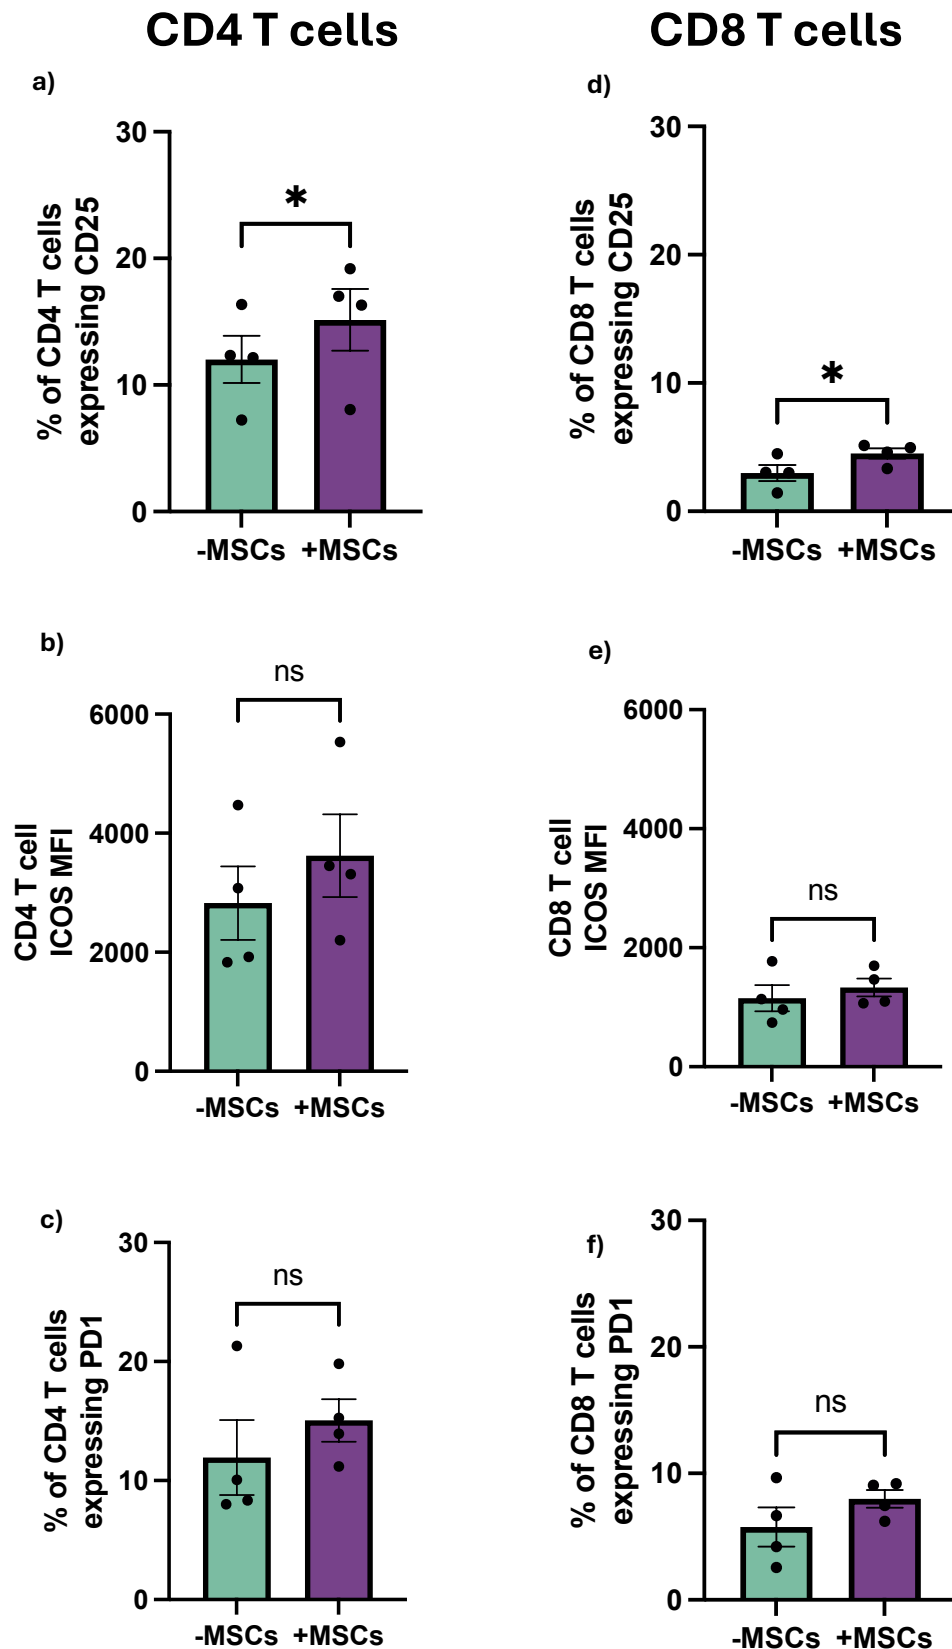 CD4 T cells
CD8 T cells
a)
% of CD4 T cells
expressing CD25
30
20
10
0
*
-MSCs +MSCs
d)
% of CD8 T cells
expressing CD25
30
20
10
0
*
-MSCs +MSCs
b)
CD4 T cell
ICOS MFI
6000
4000
2000
0
ns
-MSCs +MSCs
e)
CD8 T cell
ICOS MFI
6000
4000
2000
0
ns
-MSCs +MSCs
c)
% of CD4 T cells
expressing PD1
30
20
10
0
ns
-MSCs +MSCs
f)
% of CD8 T cells
expressing PD1
30
20
10
0
ns
-MSCs +MSCs